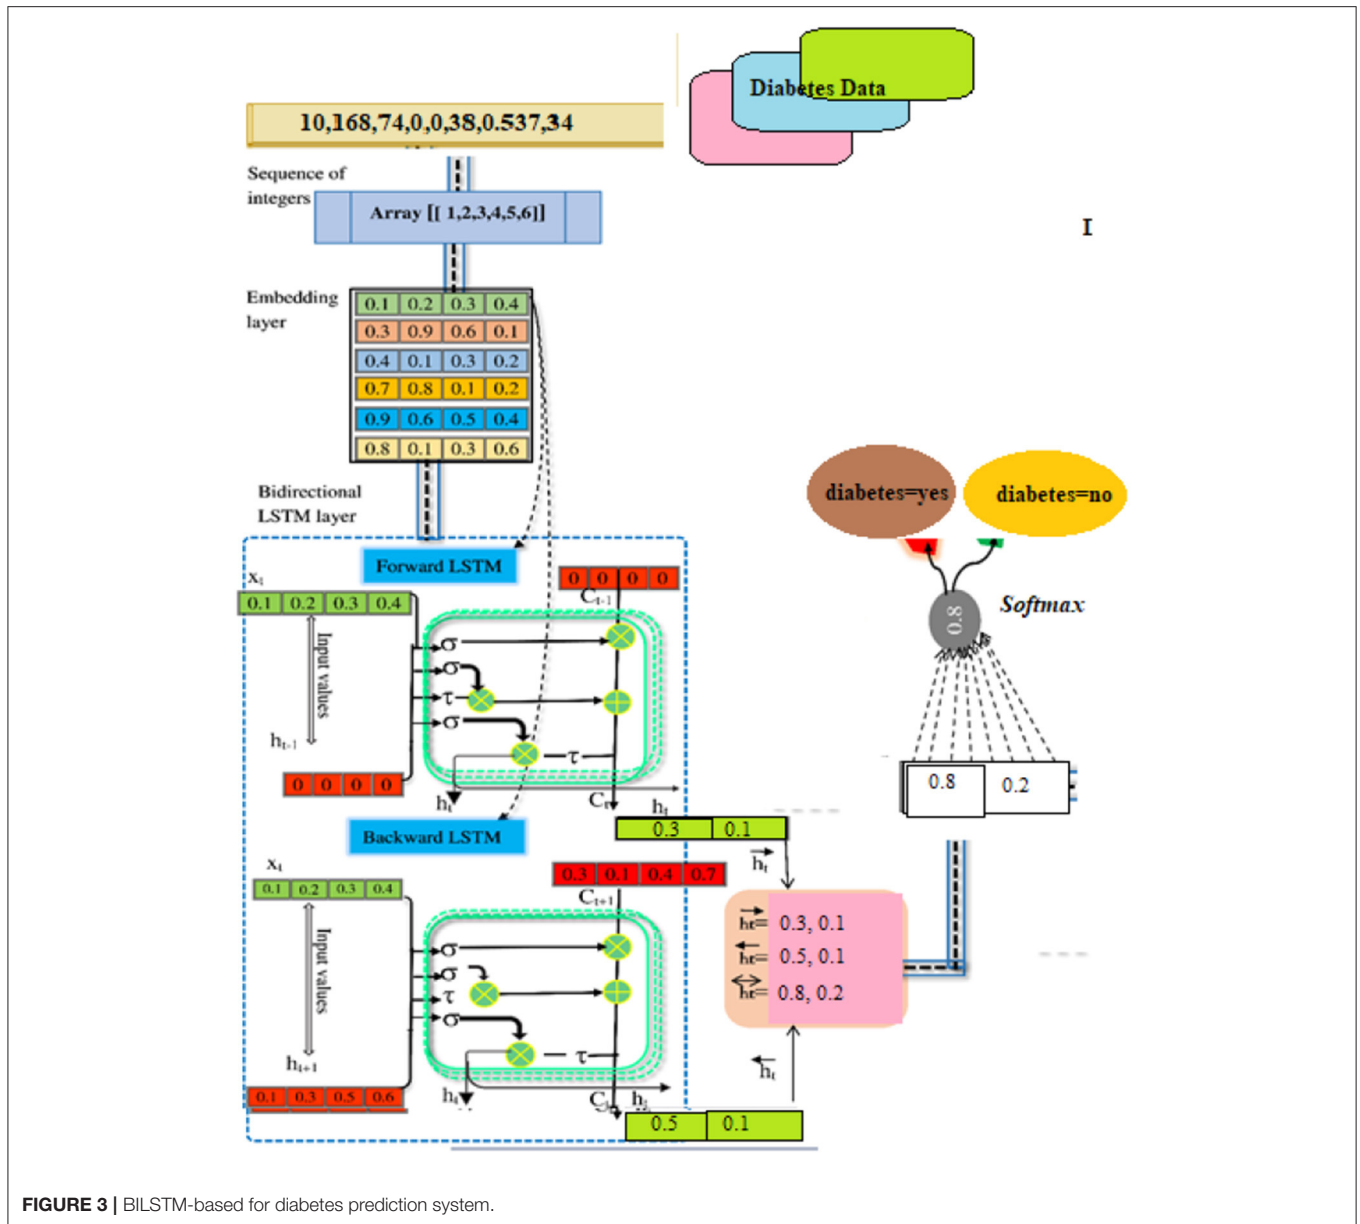 Diabetes Data
10,168,74,0,0,38,0.537,34
Sequence of
integers
Array [[ 1,2,3,4,5,6]]
I
Embedding
layer
0.1 0.2 0.3 0.4
0.3 0.9 0.6 0.1
0.4 0.1 0.3 0.2
0.7 0.8 0.1 0.2
0.9 0.6 0.5 0.4
0.8 0.1 0.3 0.6
Bidirectional
LSTM layer
diabetes=yes
diabetes=no
Softmax
0.8
0.8 0.2
Forward LSTM
xₜ
0.1 0.2 0.3 0.4
0 0 0 0
Cₜ₋₁
σ
σ
τ
σ
τ
Input values
hₜ₋₁
0 0 0 0
hₜ
Cₜ
hₜ
0.3 0.1
→hₜ
Backward LSTM
xₜ
0.1 0.2 0.3 0.4
0.3 0.1 0.4 0.7
Cₜ₊₁
σ
σ
τ
σ
τ
Input values
hₜ₊₁
0.1 0.3 0.5 0.6
hₜ
Cₜ
hₜ
0.5 0.1
←hₜ
→ht= 0.3, 0.1
←ht= 0.5, 0.1
↔ht= 0.8, 0.2
FIGURE 3 | BILSTM-based for diabetes prediction system.